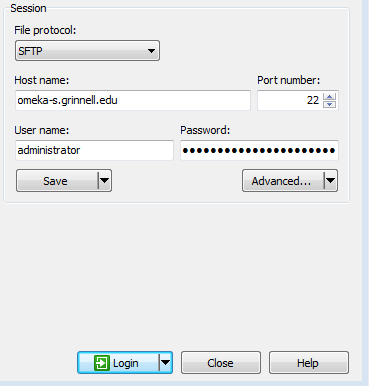 Session
File protocol:
SFTP
Host name: Port number:
omeka-s.grinnell.edu 22
User name: Password:
administrator ••••••••••••••••••••••
Save Advanced...
Login Close Help